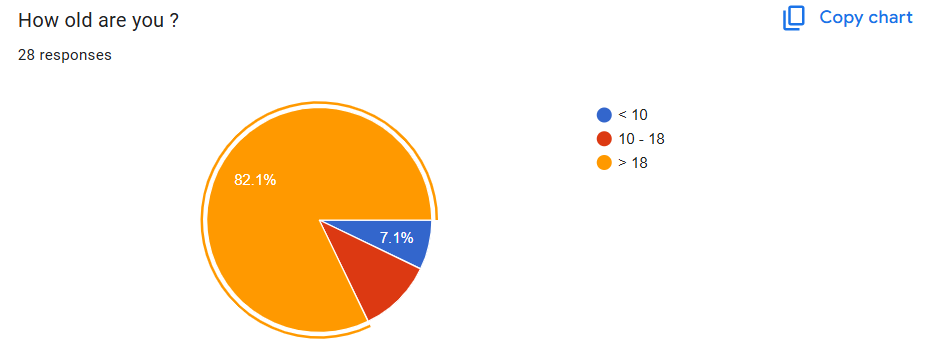 How old are you ?
Copy chart
28 responses
< 10
10 - 18
> 18
82.1%
7.1%